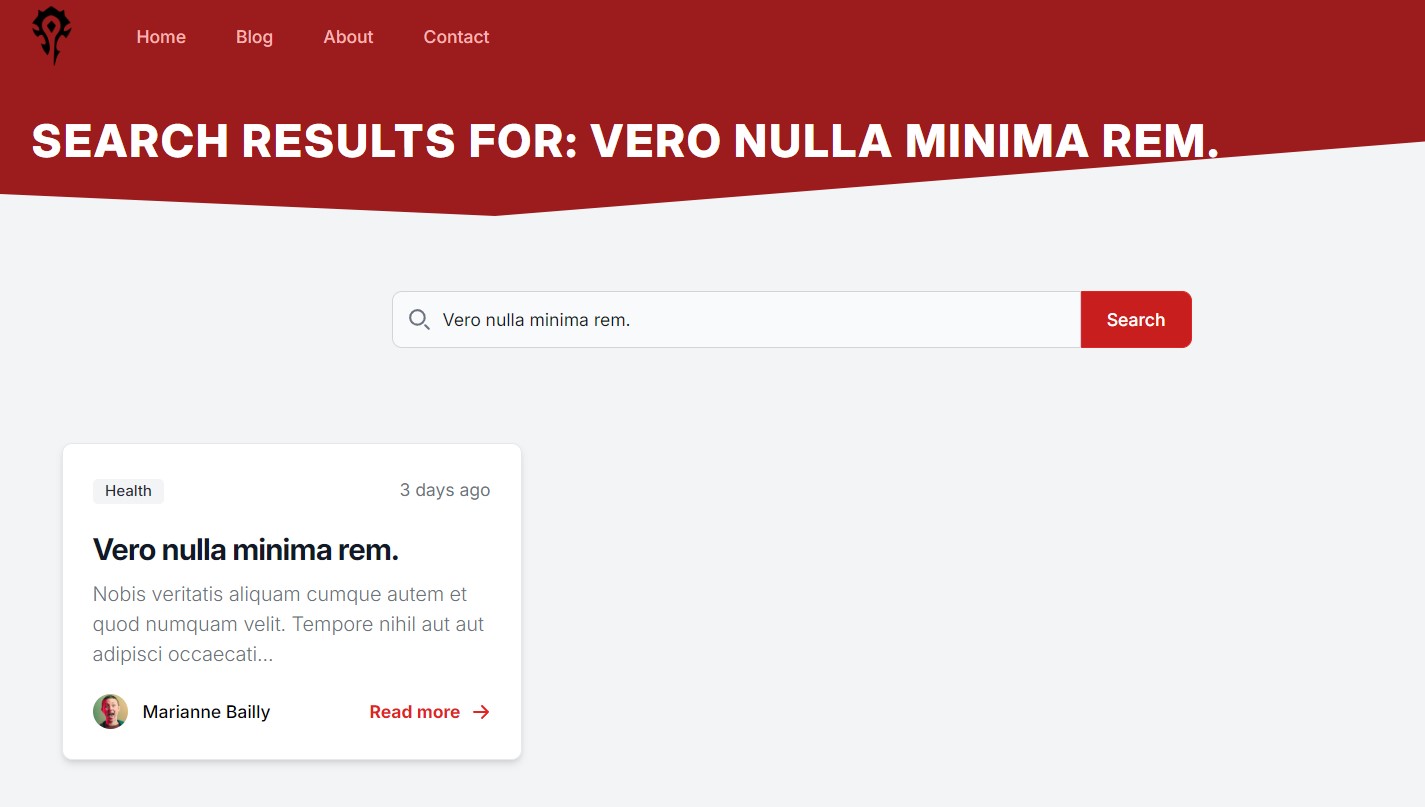 Home Blog About Contact
SEARCH RESULTS FOR: VERO NULLA MINIMA REM.
Vero nulla minima rem. Search
Health 3 days ago
Vero nulla minima rem.
Nobis veritatis aliquam cumque autem et
quod numquam velit. Tempore nihil aut aut
adipisci occaecati...
Marianne Bailly Read more →